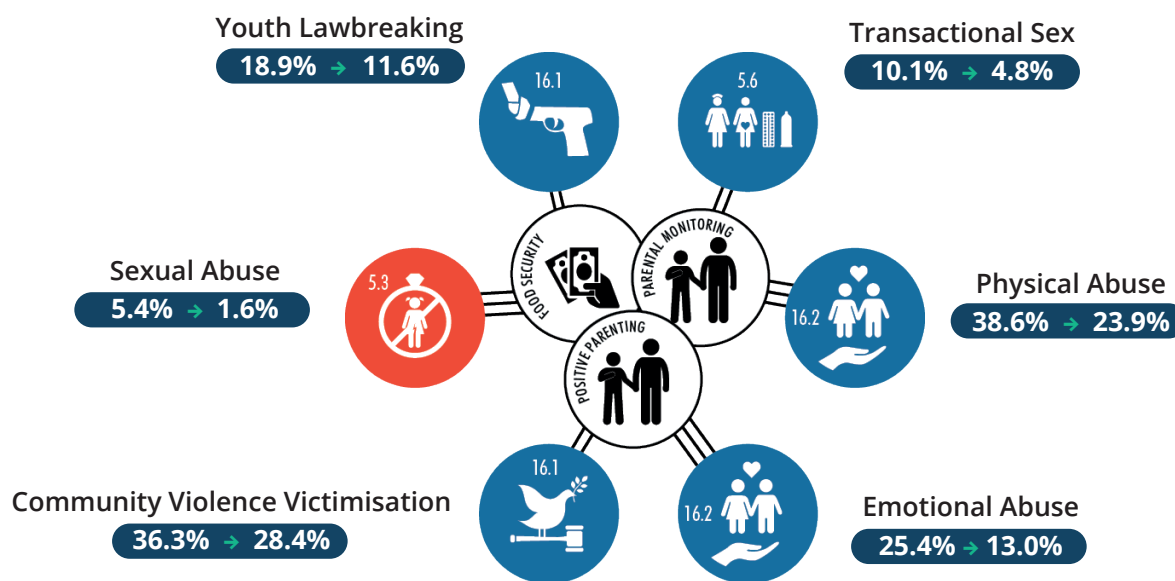 Youth Lawbreaking
18.9% → 11.6%
16.1
Transactional Sex
10.1% → 4.8%
5.6
Sexual Abuse
5.4% → 1.6%
5.3
FOOD SECURITY
PARENTAL MONITORING
POSITIVE PARENTING
Physical Abuse
38.6% → 23.9%
16.2
Community Violence Victimisation
36.3% → 28.4%
16.1
Emotional Abuse
25.4% → 13.0%
16.2